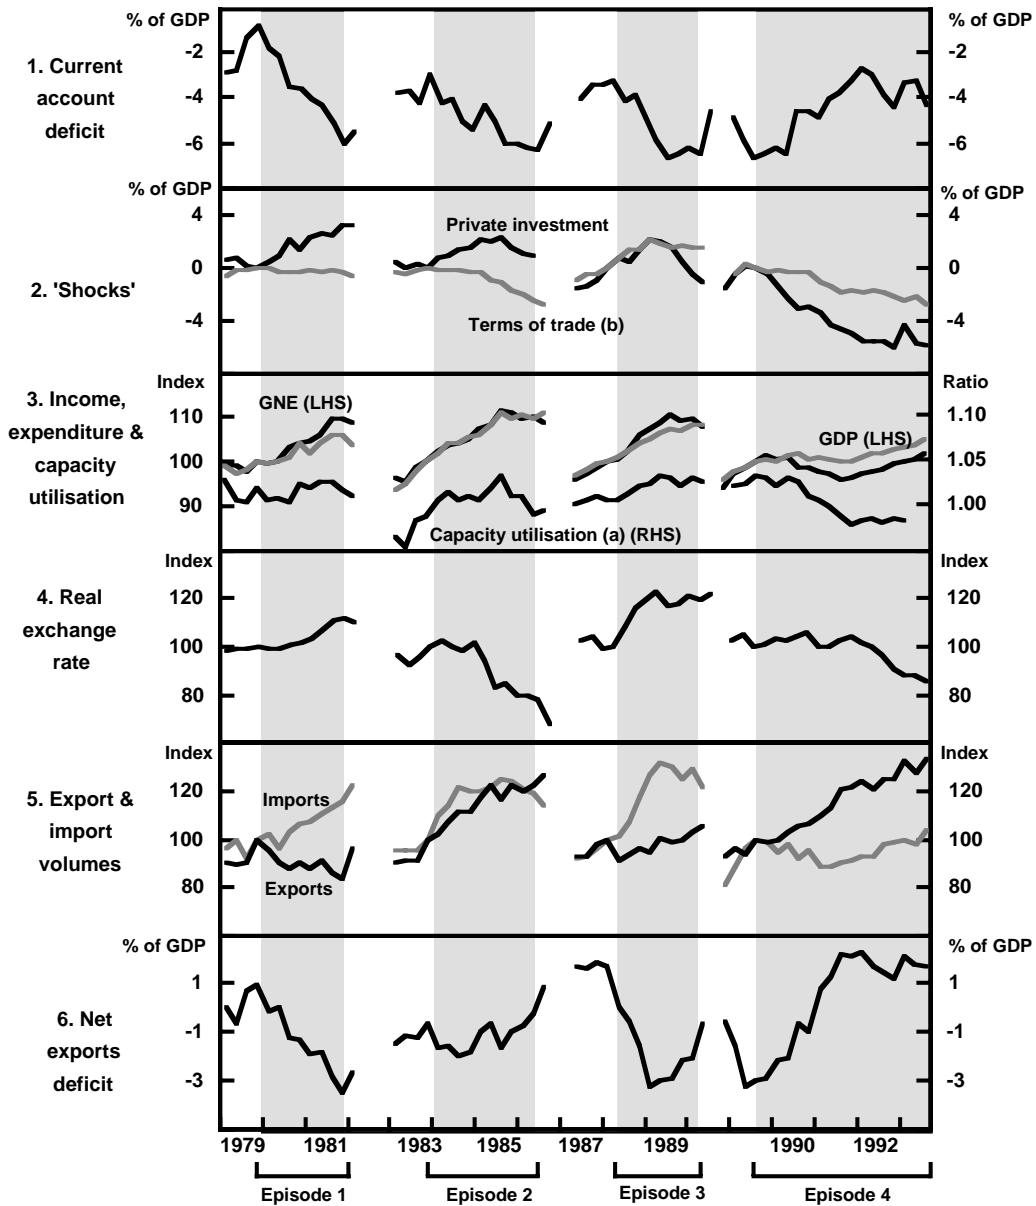 % of GDP
% of GDP
1. Current
account
deficit
-2
-4
-6
-2
-4
-6
% of GDP
% of GDP
2. 'Shocks'
4
0
-4
Private investment
Terms of trade (b)
4
0
-4
3. Income,
expenditure &
capacity
utilisation
Index
110
100
90
GNE (LHS)
GDP (LHS)
Capacity utilisation (a) (RHS)
Ratio
1.10
1.05
1.00
4. Real
exchange
rate
Index
120
100
80
Index
120
100
80
5. Export &
import
volumes
Index
120
100
80
Imports
Exports
Index
120
100
80
6. Net
exports
deficit
% of GDP
1
-1
-3
% of GDP
1
-1
-3
1979 1981 1983 1985 1987 1989 1990 1992
Episode 1 Episode 2 Episode 3 Episode 4